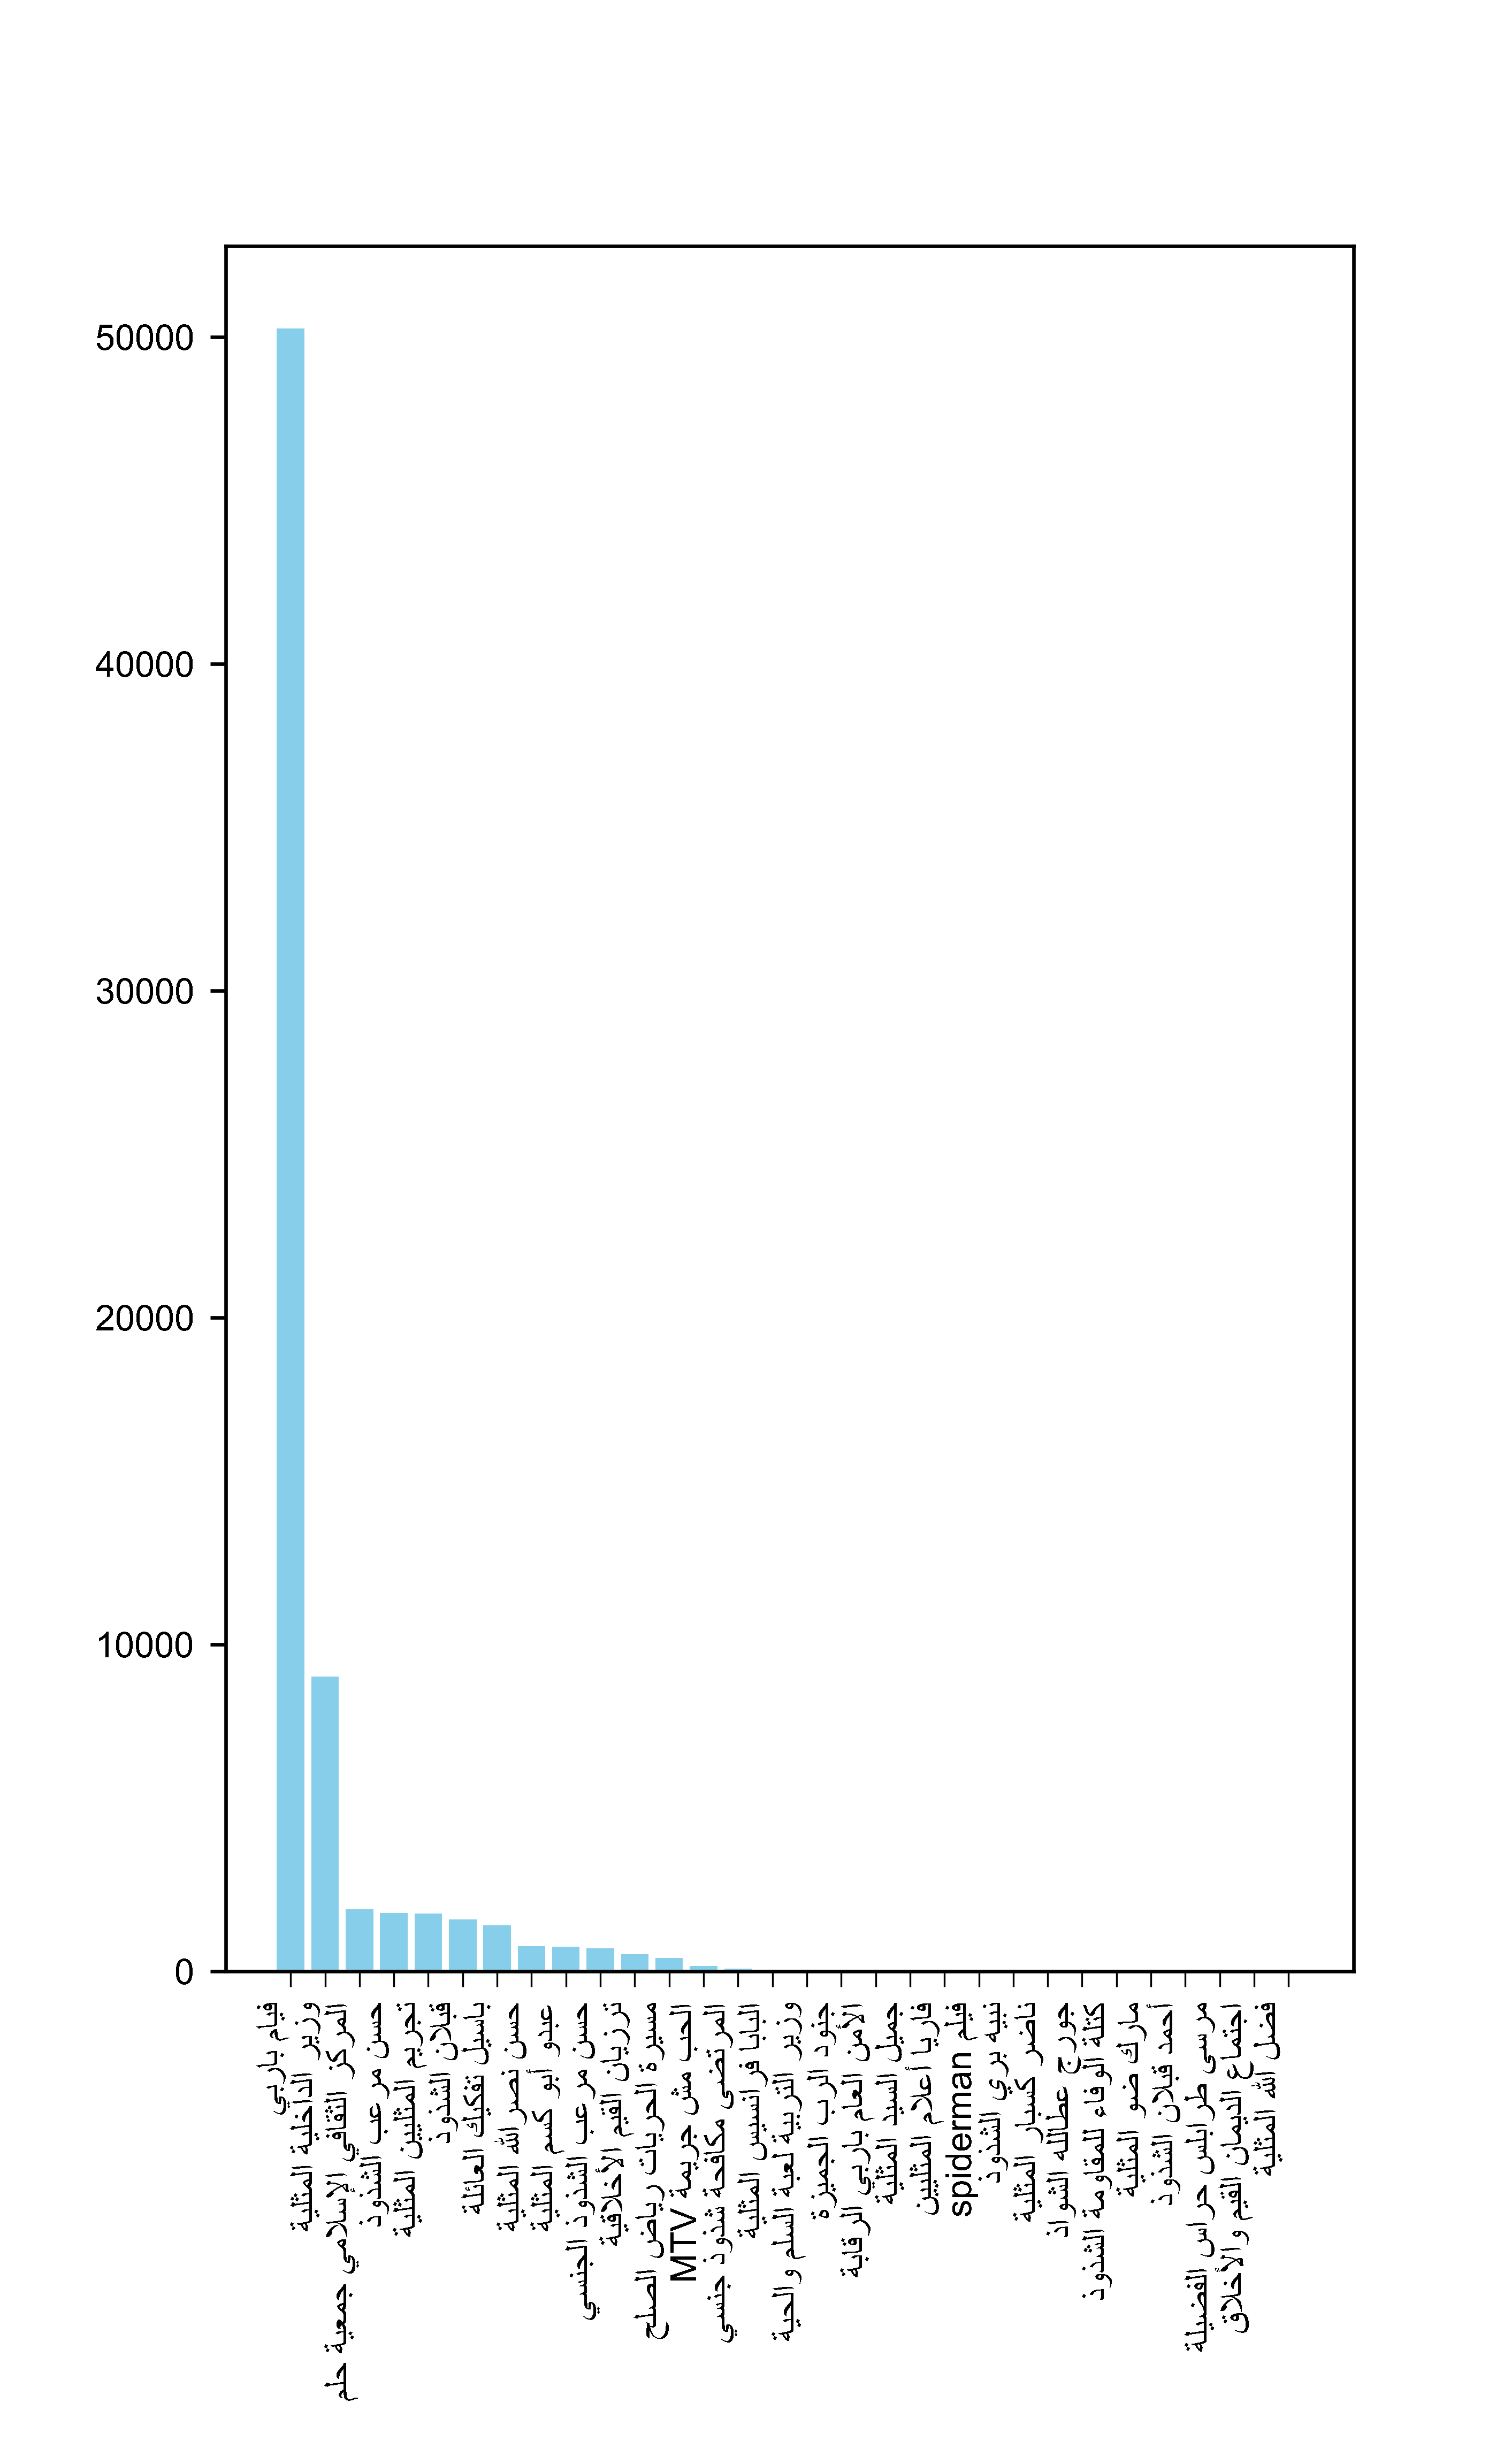 50000
40000
30000
20000
10000
0
فيام باربي
وزير الداخلية المثلية
المركز الثقافي الإسلامي جمعية حلم
حسن مرعب الشذوذ
تجريم المثليين المثلية
قبلان الشذوذ
باسيل تفكيك العائلة
حسن نصرالله المثلية
عبدو أبو كسم المثلية
حسن مرعب الشذوذ الجنسي
ترزيان القيم الأخلاقية
مسيرة الحريات رياض الصلح
الحب مش جريمة MTV
المرتضى مكافحة شذوذ جنسي
البابا فرانسيس المثلية
وزير التربية لعبة السلم والحية
جنود الرب الجميزة
الأمن العام باربي الرقابة
جميل السيد المثلية
فاريا أعلام المثليين
فيلم spiderman
نبيه بري الشذوذ
ناضر كسبار المثلية
جورج عطالله الشواذ
كتلة الوفاء للمقاومة الشذوذ
مارك ضو المثلية
أحمد قبلان الشذوذ
مرسى طرابلس حراس الفضيلة
اجتماع الديمان القيم والأخلاق
فضل الله المثلية